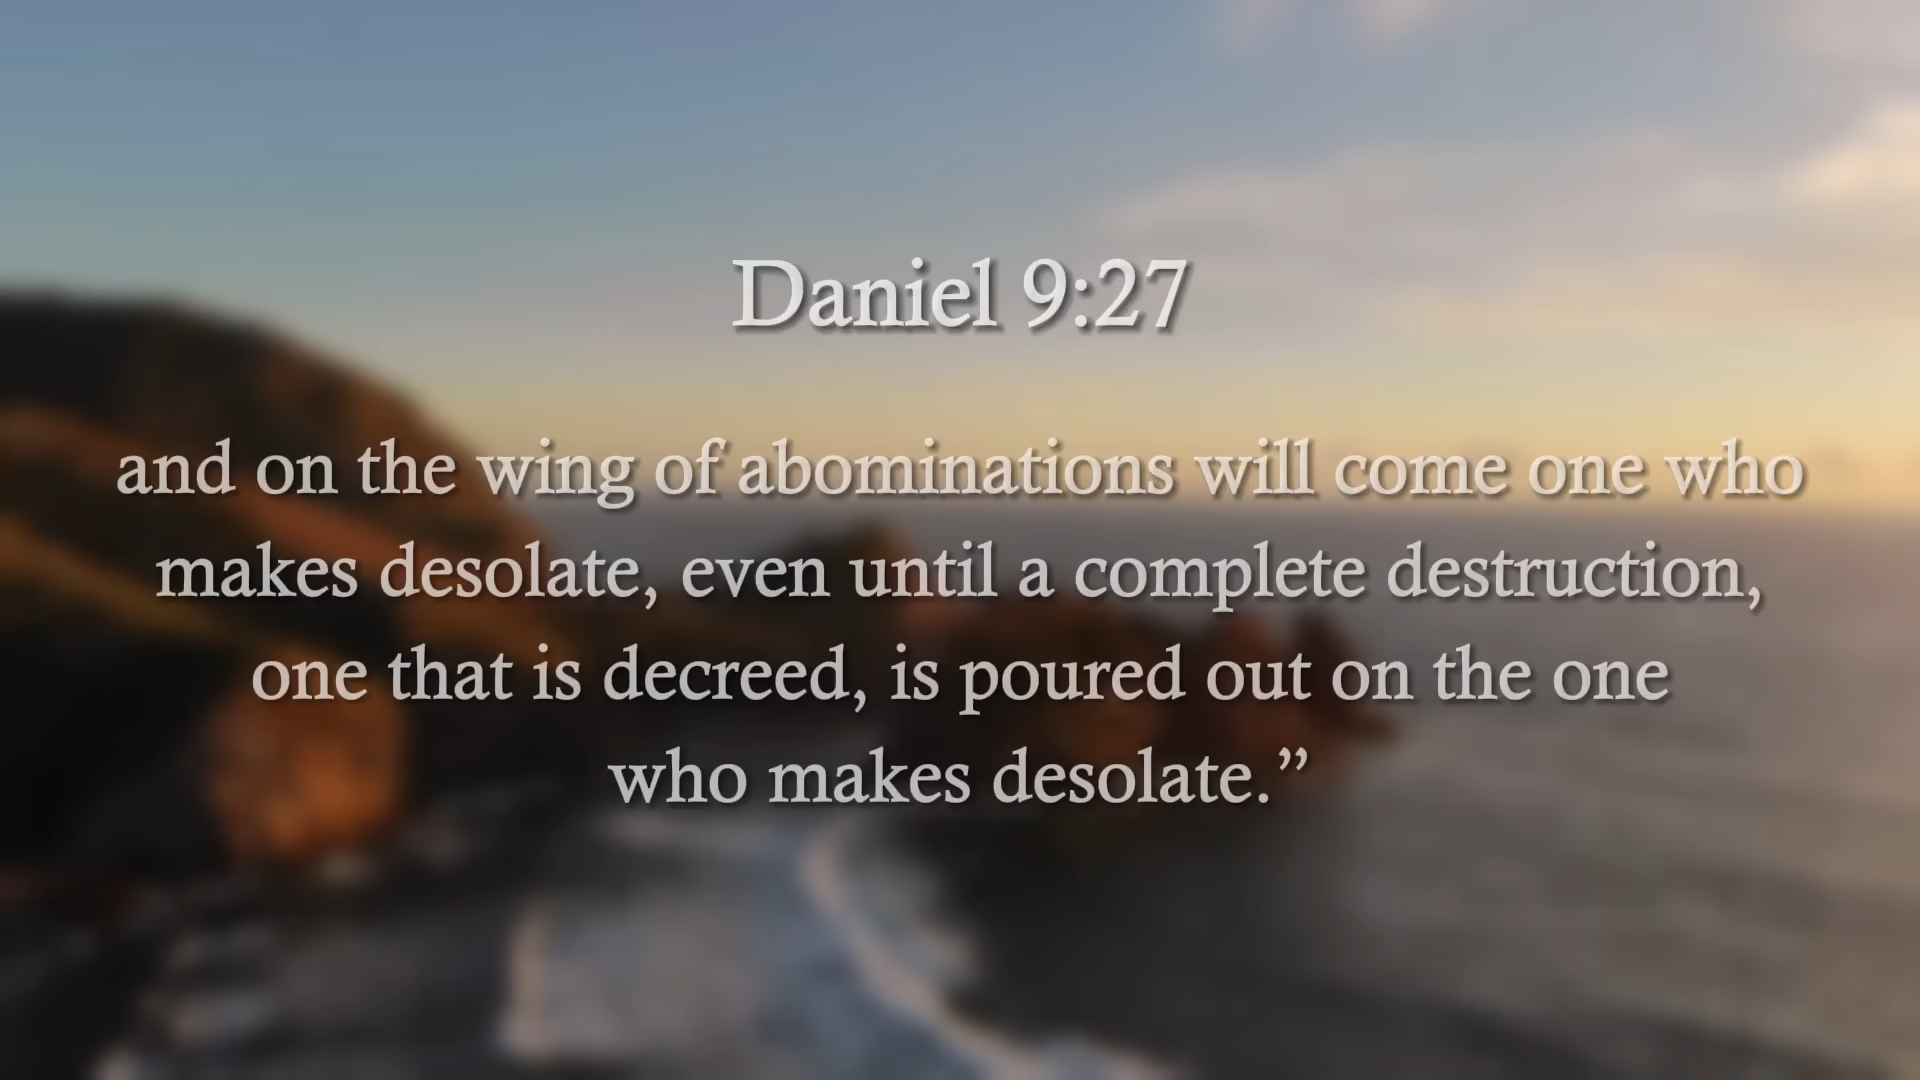 Daniel 9:27
and on the wing of abominations will come one who
makes desolate, even until a complete destruction,
one that is decreed, is poured out on the one
who makes desolate.”